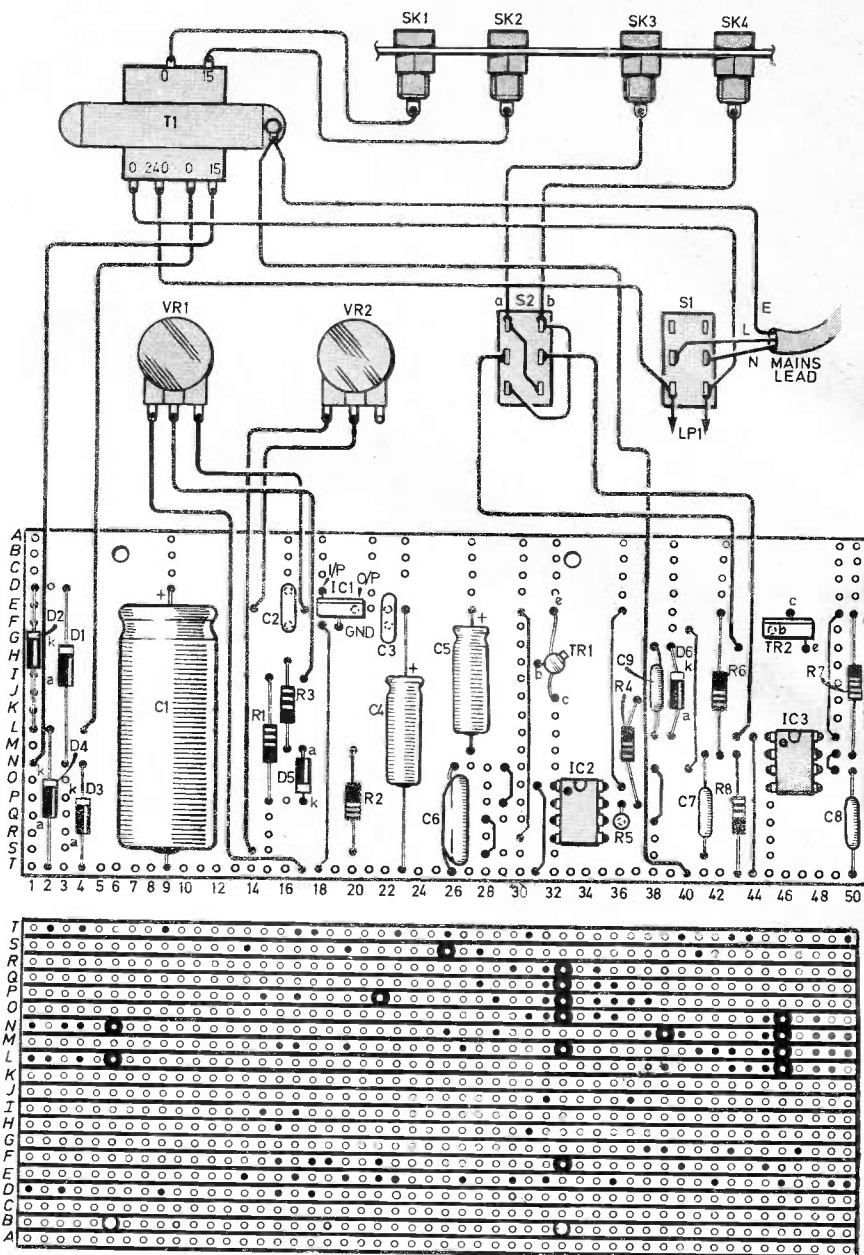 SK1 SK2 SK3 SK4
0 15
T1
0 240 0 15
VR1 VR2
a S2 b
S1
E
L
N
MAINS
LEAD
LP1
A
B
C
D
E
F
G
H
I
J
K
L
M
N
O
P
Q
R
S
T
D2
k
D1
a
k
D4
k
D3
a
a
+
C1
C2
I/P
IC1
O/P
GND
C3
R1
R3
a
D5
k
R2
C4
+
C5
+
C6
e
TR1
b
c
IC2
R4
R5
C9
D6
k
a
R6
C7
R8
c
TR2
b
e
IC3
R7
C8
1 2 3 4 5 6 7 8 9 10 12 14 16 18 20 22 24 26 28 30 32 34 36 38 40 42 44 46 48 50
T
S
R
Q
P
O
N
M
L
K
J
I
H
G
F
E
D
C
B
A